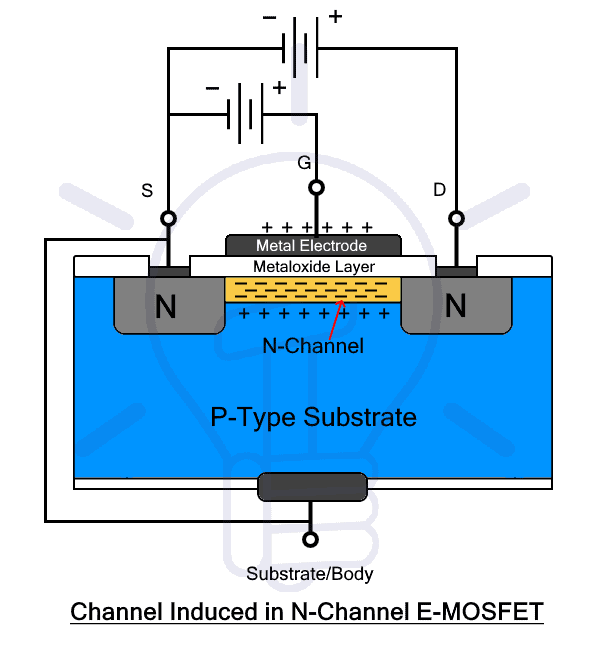 − +
− +
G
S
D
+ + + + + +
Metal Electrode
Metaloxide Layer
N
N
+ + + + + + + +
N-Channel
P-Type Substrate
Substrate/Body
Channel Induced in N-Channel E-MOSFET